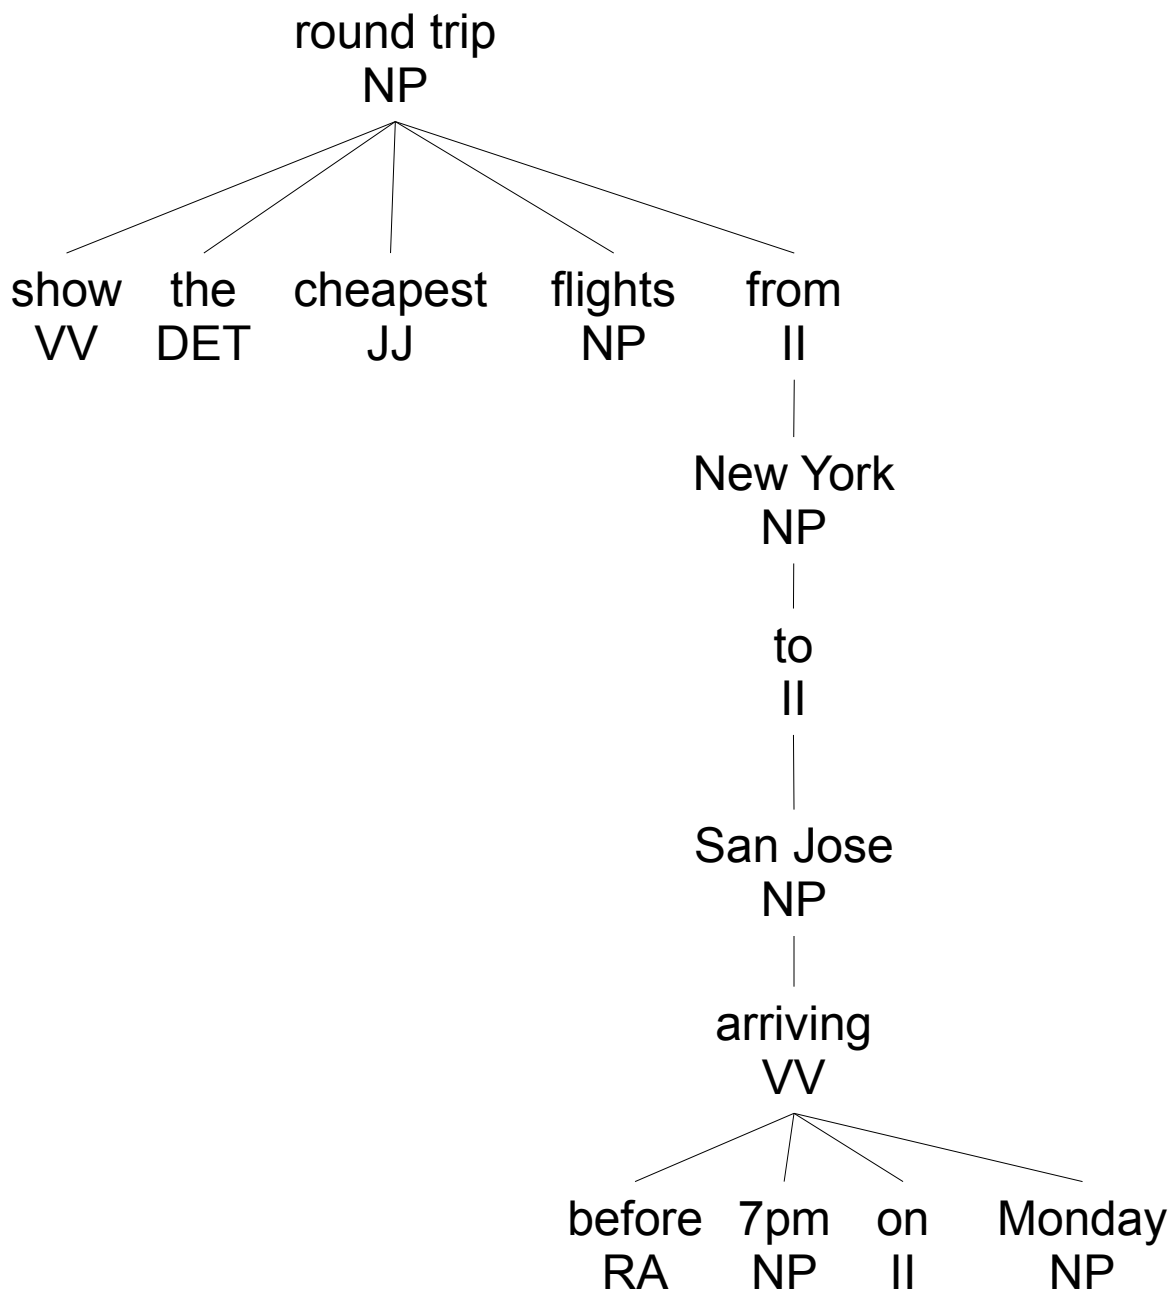 round trip
NP
show the cheapest flights from
VV DET JJ NP II
New York
NP
to
II
San Jose
NP
arriving
VV
before 7pm on Monday
RA NP II NP